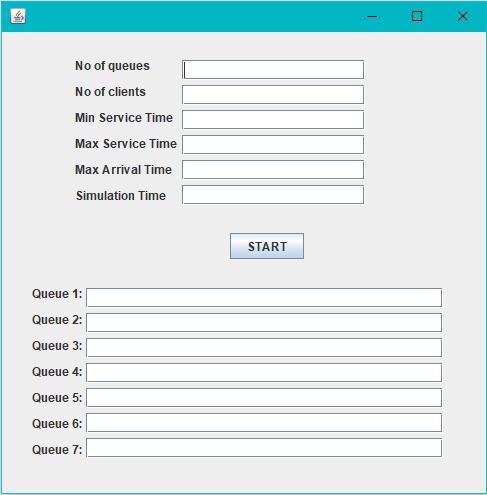 No of queues
No of clients
Min Service Time
Max Service Time
Max Arrival Time
Simulation Time
START
Queue 1:
Queue 2:
Queue 3:
Queue 4:
Queue 5:
Queue 6:
Queue 7: